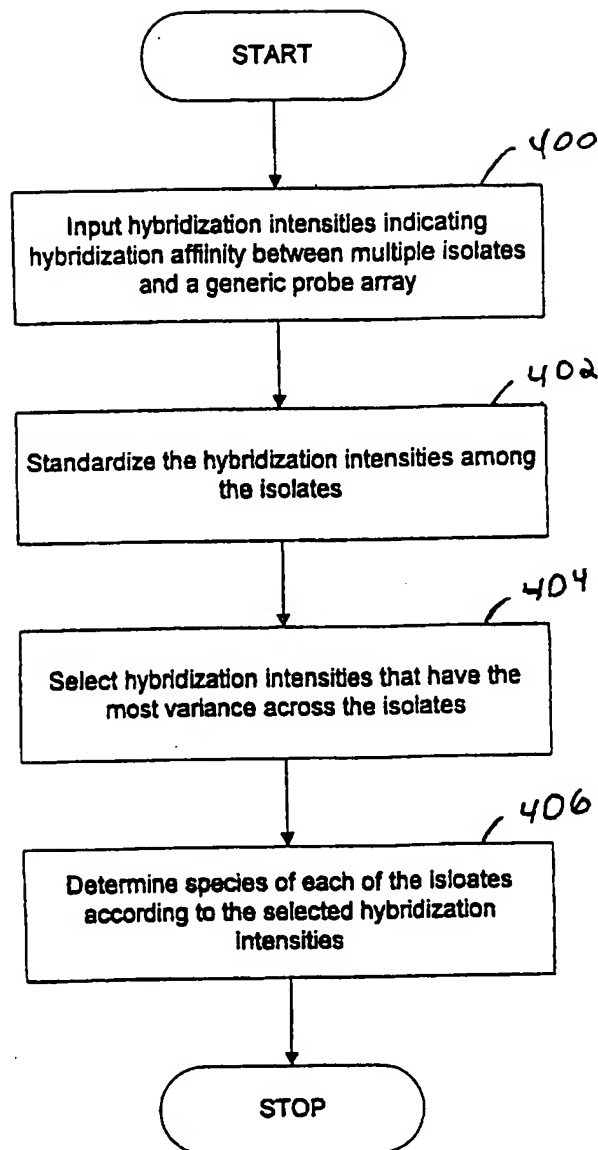 START
400
Input hybridization intensities indicating
hybridization affiinity between multiple isolates
and a generic probe array
402
Standardize the hybridization intensities among
the isolates
404
Select hybridization intensities that have the
most variance across the isolates
406
Determine species of each of the isloates
according to the selected hybridization
intensities
STOP